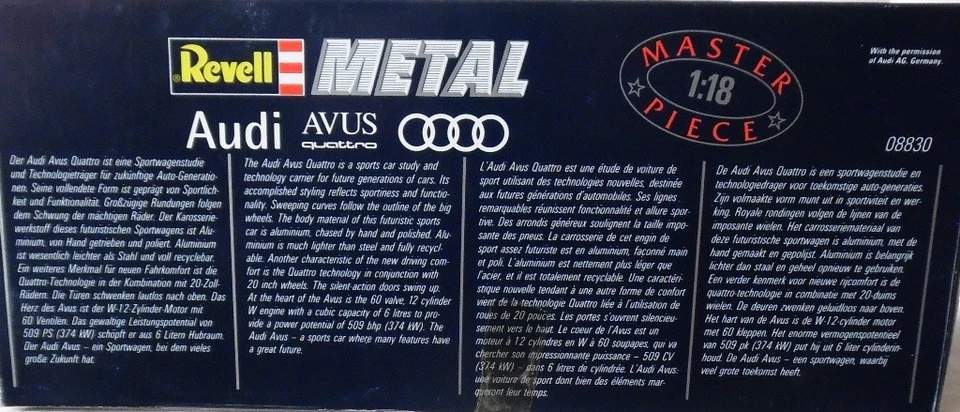 Revell METAL
MASTER
1:18
PIECE
With the permission
of Audi AG, Germany.
Audi AVUS
quattro
08830
Der Audi Avus Quattro ist eine Sportwagenstudie
und Technologieträger für zukünftige Auto-Generatio-
nen. Seine vollendete Form ist geprägt von Sportlich-
keit und Funktionalität. Großzügige Rundungen folgen
dem Schwung der mächtigen Räder. Der Karosserie-
werkstoff dieses futuristischen Sportwagens ist Alu-
minium, von Hand getrieben und poliert. Aluminium
ist wesentlich leichter als Stahl und voll recyclebar.
Ein weiteres Merkmal für neuen Fahrkomfort ist die
Quattro-Technologie in der Kombination mit 20-Zoll-
Rädern. Die Türen schwenken lautlos nach oben. Das
Herz des Avus ist der W-12-Zylinder-Motor mit
60 Ventilen. Das gewaltige Leistungspotential von
509 PS (374 kW) schöpft er aus 6 Litern Hubraum.
Der Audi Avus – ein Sportwagen, bei dem vieles
große Zukunft hat.
The Audi Avus Quattro is a sports car study and
technology carrier for future generations of cars. Its
accomplished styling reflects sportiness and functio-
nality. Sweeping curves follow the outline of the big
wheels. The body material of this futuristic sports
car is aluminium, chased by hand and polished. Alu-
minium is much lighter than steel and fully recycl-
able. Another characteristic of the new driving com-
fort is the Quattro technology in conjunction with
20 inch wheels. The silent-action doors swing up.
At the heart of the Avus is the 60 valve, 12 cylinder
W engine with a cubic capacity of 6 litres to pro-
vide a power potential of 509 bhp (374 kW). The
Audi Avus – a sports car where many features have
a great future.
L'Audi Avus Quattro est une étude de voiture de
sport utilisant des technologies nouvelles, destinée
aux futures générations d'automobiles. Ses lignes
remarquables réunissent fonctionnalité et allure spor-
tive. Des arrondis généreux soulignent la taille impo-
sante des pneus. La carrosserie de cet engin de
sport assez futuriste est en aluminium, façonné main
et poli. L'aluminium est nettement plus léger que
l'acier, et il est totalement recyclable. Une caractéri-
stique nouvelle tendant à une autre forme de confort
vient de la technologie Quattro liée à l'utilisation de
roues de 20 pouces. Les portes s'ouvrent silencieu-
sement vers le haut. Le coeur de l'Avus est un
moteur à 12 cylindres en W à 60 soupapes, qui va
chercher son impressionnante puissance – 509 CV
(374 kW) – dans 6 litres de cylindrée. L'Audi Avus:
une voiture de sport dont bien des éléments mar-
queront leur temps.
De Audi Avus Quattro is een sportwagenstudie en
technologiedrager voor toekomstige auto-generaties.
Zijn volmaakte vorm munt uit in sportiviteit en wer-
king. Royale rondingen volgen de lijnen van de
imposante wielen. Het carrosseriemateraal van
deze futuristische sportwagen is aluminium, met de
hand gemaakt en gepolijst. Aluminium is belangrijk
lichter dan staal en geheel opnieuw te gebruiken.
Een verder kenmerk voor nieuwe rijcomfort is de
quattro-technologie in combinatie met 20-duims
wielen. De deuren zwenken geluidloos naar boven.
Het hart van de Avus is de W-12-cylinder motor
met 60 kleppen. Het enorme vermogenspotentiëel
van 509 pk (374 kW) put hij uit 6 liter cylinderin-
houd. De Audi Avus – een sportwagen, waarbij
veel grote toekomst heeft.